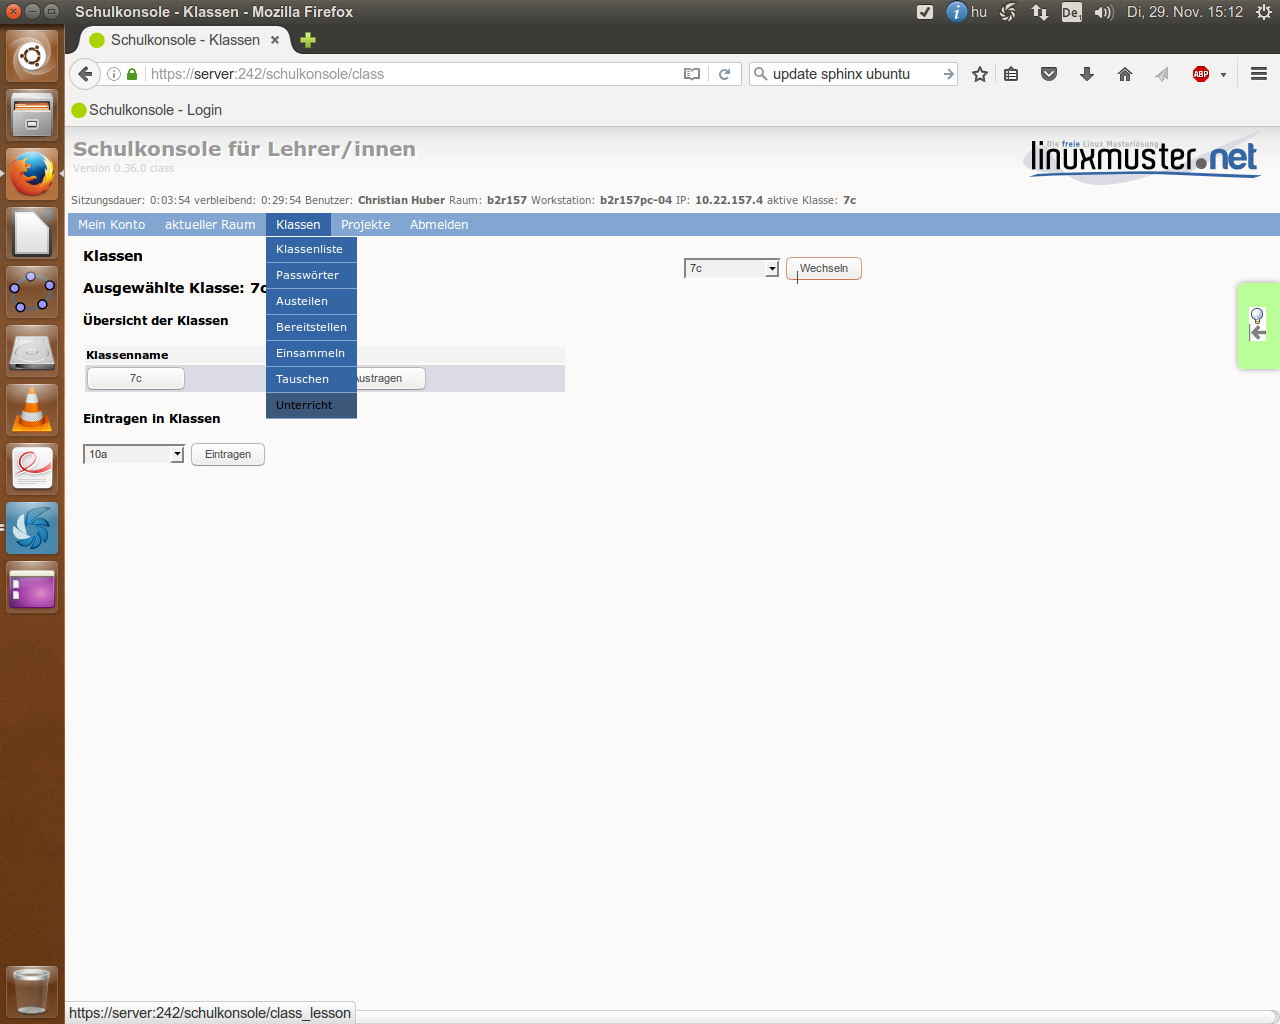 Schulkonsole - Klassen - Mozilla Firefox
hu
De1
Di, 29. Nov. 15:12
Schulkonsole - Klassen
https://server:242/schulkonsole/class
update sphinx ubuntu
ABP
Schulkonsole - Login
Schulkonsole für Lehrer/innen
Version 0.36.0 class
Die freie Linux Musterlösung
linuxmuster.net
Sitzungsdauer: 0:03:54 verbleibend: 0:29:54 Benutzer: Christian Huber Raum: b2r157 Workstation: b2r157pc-04 IP: 10.22.157.4 aktive Klasse: 7c
Mein Konto aktueller Raum Klassen Projekte Abmelden
Klassenliste
Passwörter
Austeilen
Bereitstellen
Einsammeln
Tauschen
Unterricht
Klassen
7c Wechseln
Ausgewählte Klasse: 7c
Übersicht der Klassen
Klassenname
7c Austragen
Eintragen in Klassen
10a Eintragen
https://server:242/schulkonsole/class_lesson